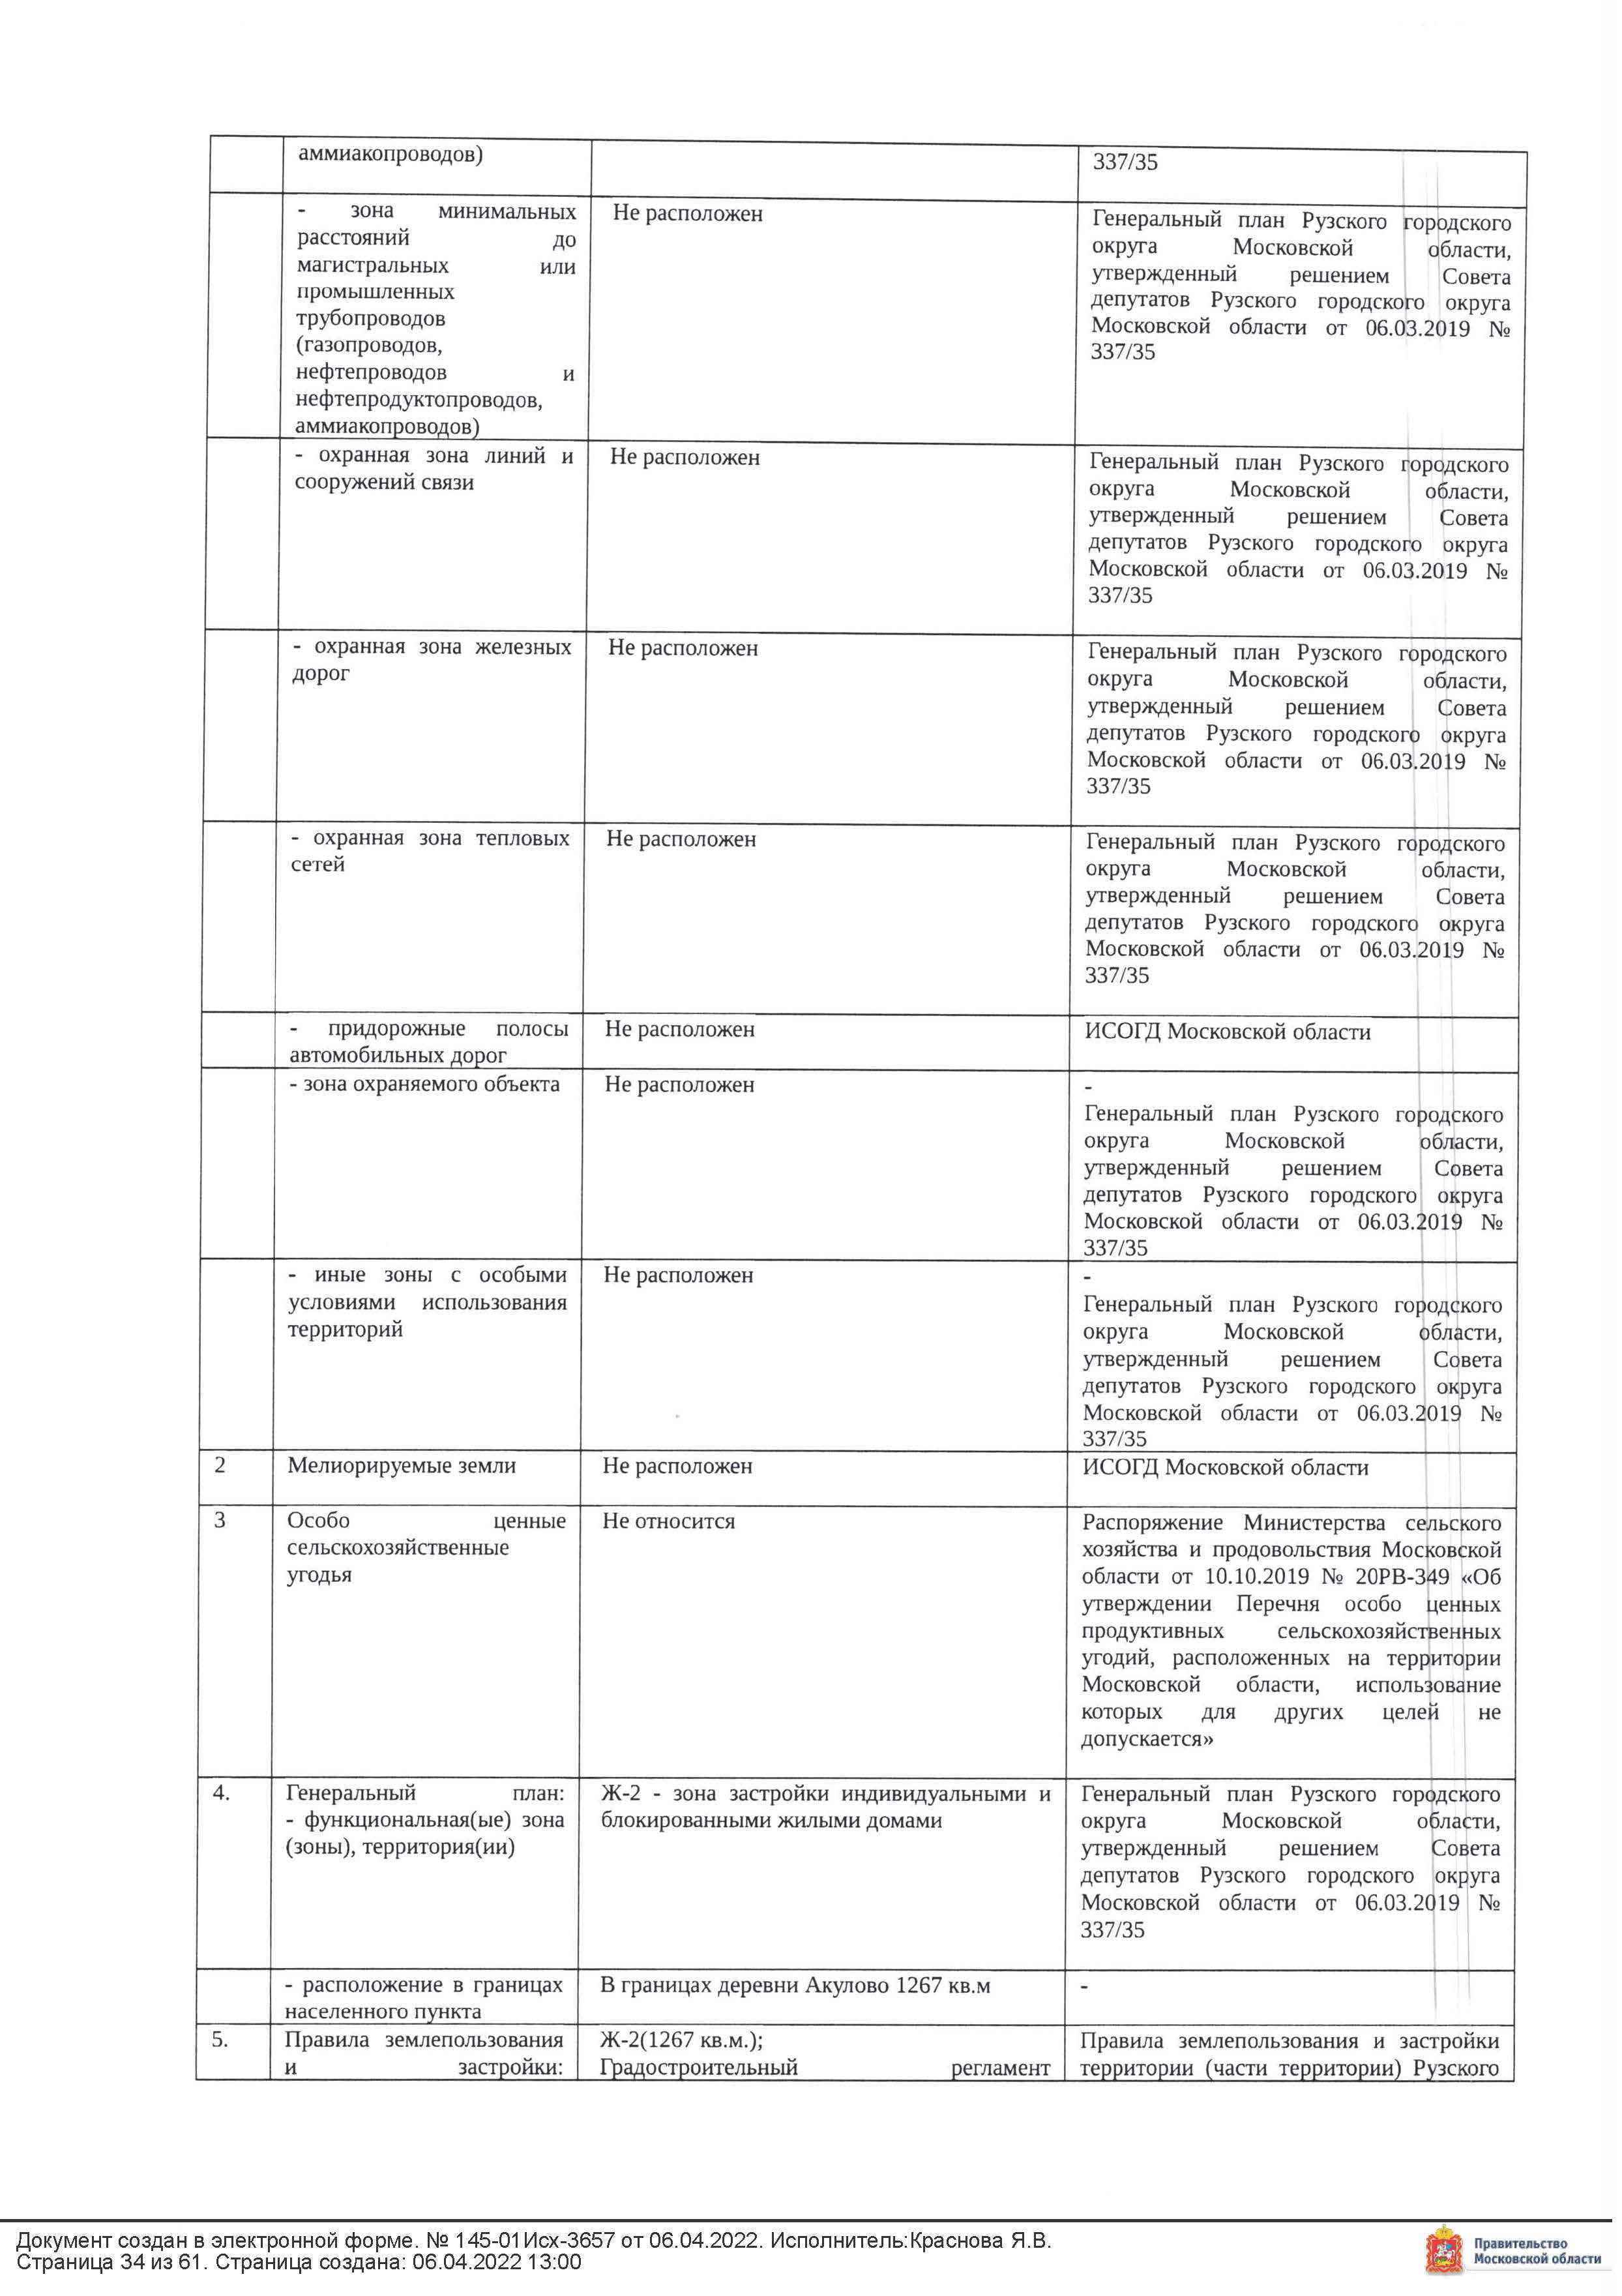 аммиакопроводов)
337/35
- зона минимальных
расстояний до
магистральных или
промышленных
трубопроводов
(газопроводов,
нефтепроводов и
нефтепродуктопроводов,
аммиакопроводов)
Не расположен
Генеральный план Рузского городского
округа Московской области,
утвержденный решением Совета
депутатов Рузского городского округа
Московской области от 06.03.2019 №
337/35
- охранная зона линий и
сооружений связи
Не расположен
Генеральный план Рузского городского
округа Московской области,
утвержденный решением Совета
депутатов Рузского городского округа
Московской области от 06.03.2019 №
337/35
- охранная зона железных
дорог
Не расположен
Генеральный план Рузского городского
округа Московской области,
утвержденный решением Совета
депутатов Рузского городского округа
Московской области от 06.03.2019 №
337/35
- охранная зона тепловых
сетей
Не расположен
Генеральный план Рузского городского
округа Московской области,
утвержденный решением Совета
депутатов Рузского городского округа
Московской области от 06.03.2019 №
337/35
- придорожные полосы
автомобильных дорог
Не расположен
ИСОГД Московской области
- зона охраняемого объекта
Не расположен
-
Генеральный план Рузского городского
округа Московской области,
утвержденный решением Совета
депутатов Рузского городского округа
Московской области от 06.03.2019 №
337/35
- иные зоны с особыми
условиями использования
территорий
Не расположен
-
Генеральный план Рузского городского
округа Московской области,
утвержденный решением Совета
депутатов Рузского городского округа
Московской области от 06.03.2019 №
337/35
2
Мелиорируемые земли
Не расположен
ИСОГД Московской области
3
Особо ценные
сельскохозяйственные
угодья
Не относится
Распоряжение Министерства сельского
хозяйства и продовольствия Московской
области от 10.10.2019 № 20РВ-349 «Об
утверждении Перечня особо ценных
продуктивных сельскохозяйственных
угодий, расположенных на территории
Московской области, использование
которых для других целей не
допускается»
4.
Генеральный план:
- функциональная(ые) зона
(зоны), территория(ии)
Ж-2 - зона застройки индивидуальными и
блокированными жилыми домами
Генеральный план Рузского городского
округа Московской области,
утвержденный решением Совета
депутатов Рузского городского округа
Московской области от 06.03.2019 №
337/35
- расположение в границах
населенного пункта
В границах деревни Акулово 1267 кв.м
-
5.
Правила землепользования
и застройки:
Ж-2(1267 кв.м.);
Градостроительный регламент
Правила землепользования и застройки
территории (части территории) Рузского
Документ создан в электронной форме. № 145-01Исх-3657 от 06.04.2022. Исполнитель:Краснова Я.В.
Страница 34 из 61. Страница создана: 06.04.2022 13:00
Правительство
Московской области